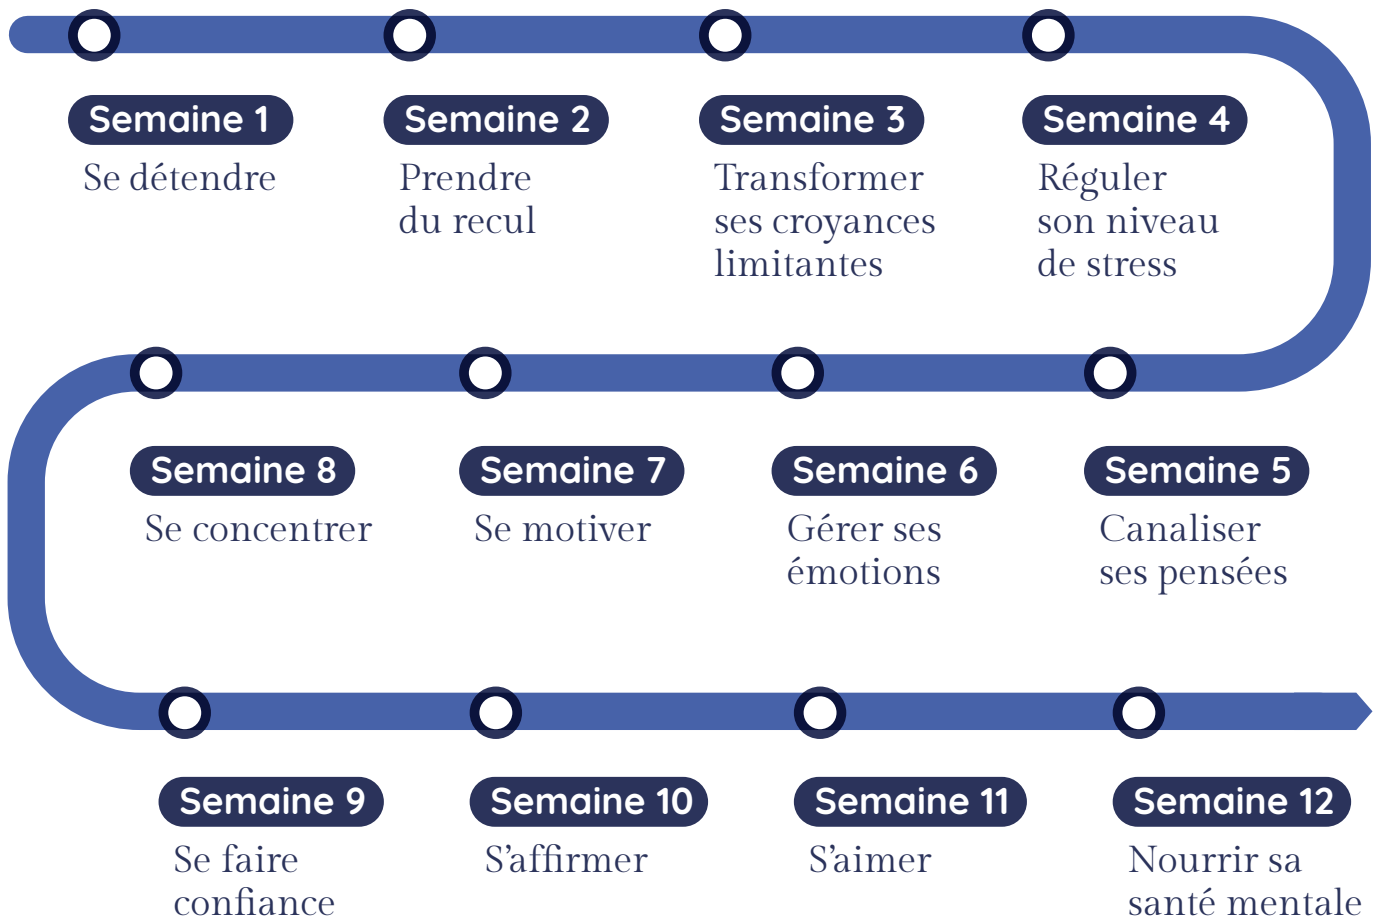 Semaine 1
Se détendre
Semaine 2
Prendre
du recul
Semaine 3
Transformer
ses croyances
limitantes
Semaine 4
Réguler
son niveau
de stress
Semaine 5
Canaliser
ses pensées
Semaine 6
Gérer ses
émotions
Semaine 7
Se motiver
Semaine 8
Se concentrer
Semaine 9
Se faire
confiance
Semaine 10
S’affirmer
Semaine 11
S’aimer
Semaine 12
Nourrir sa
santé mentale